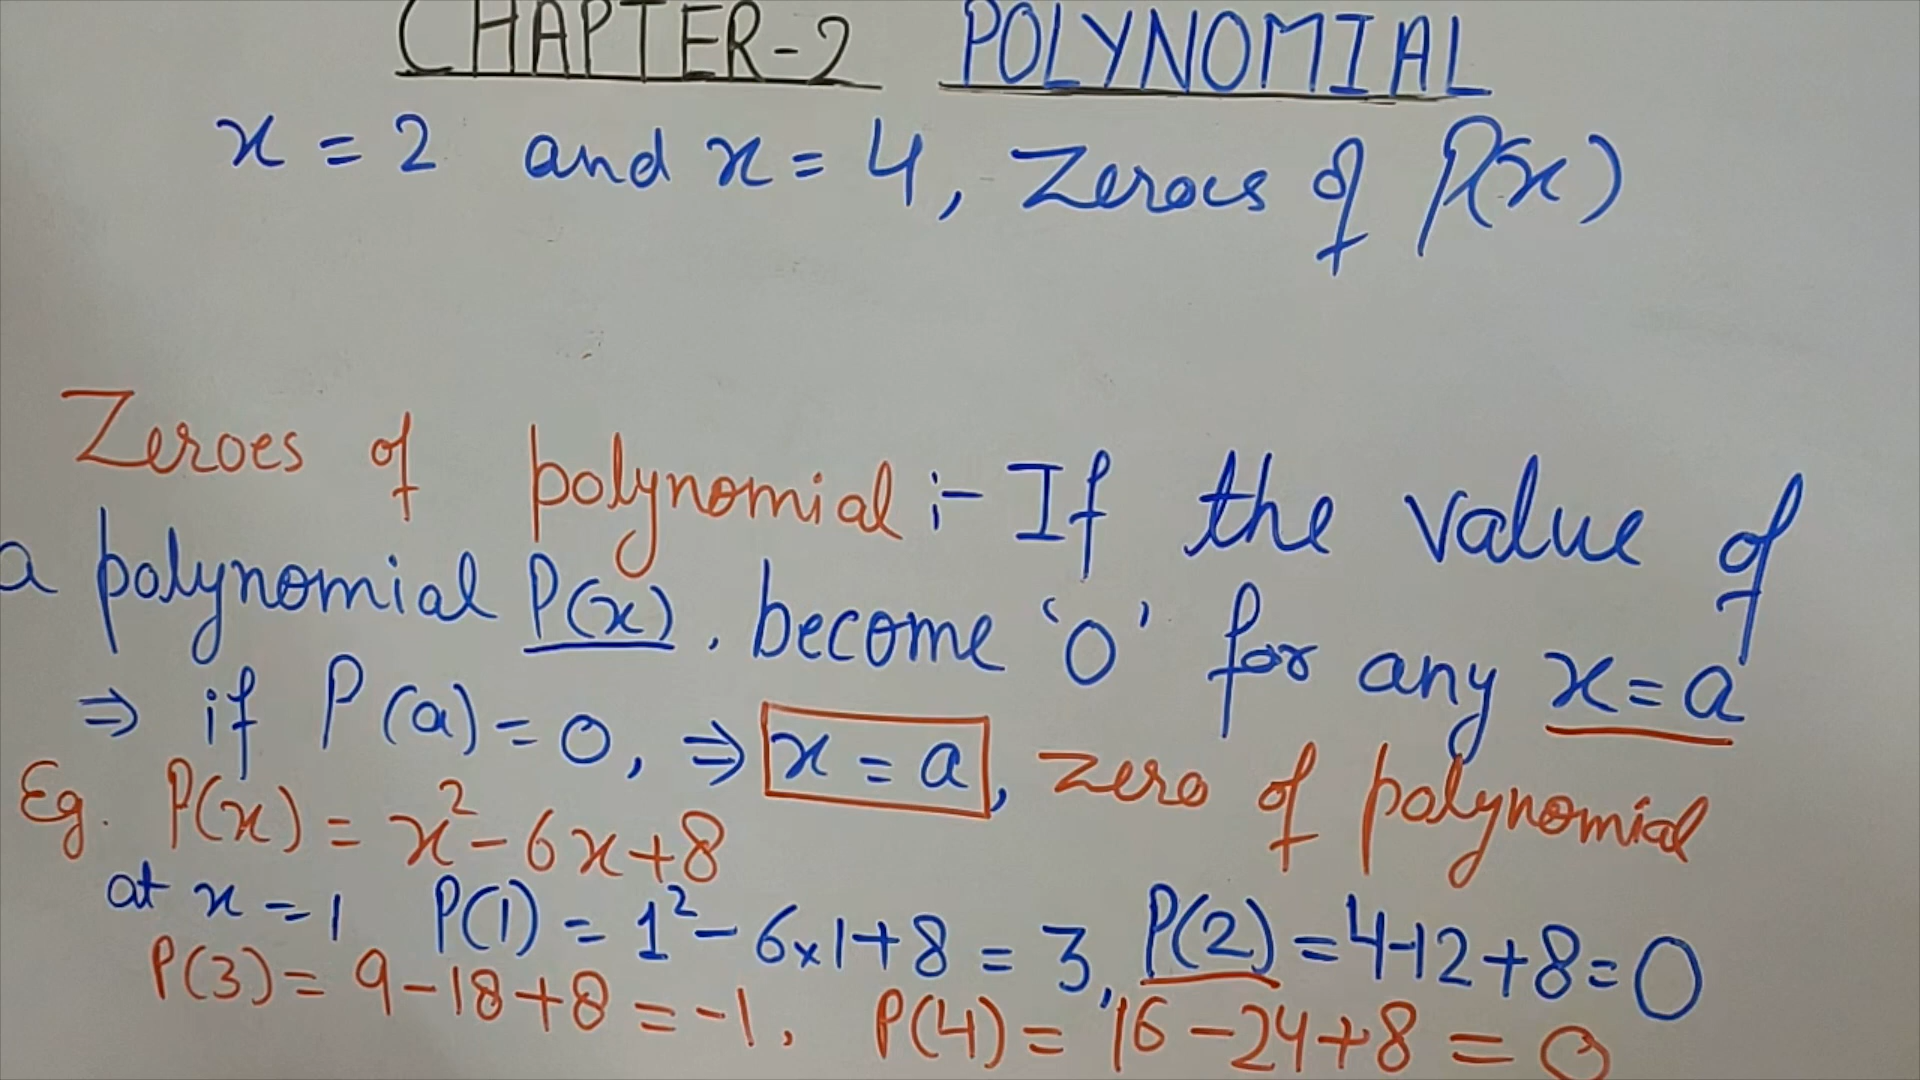 CHAPTER-2 POLYNOMIAL
x = 2 and x = 4, Zeroes of P(x)
Zeroes of polynomial :- If the value of
a polynomial P(x). become '0' for any x = a
⇒ if P(a) = 0, ⇒ x = a, zero of polynomial
Eg. P(x) = x² - 6x + 8
at x = 1 P(1) = 1² - 6x1 + 8 = 3, P(2) = 4-12 + 8 = 0
P(3) = 9 - 18 + 8 = -1, P(4) = 16 - 24 + 8 = 0